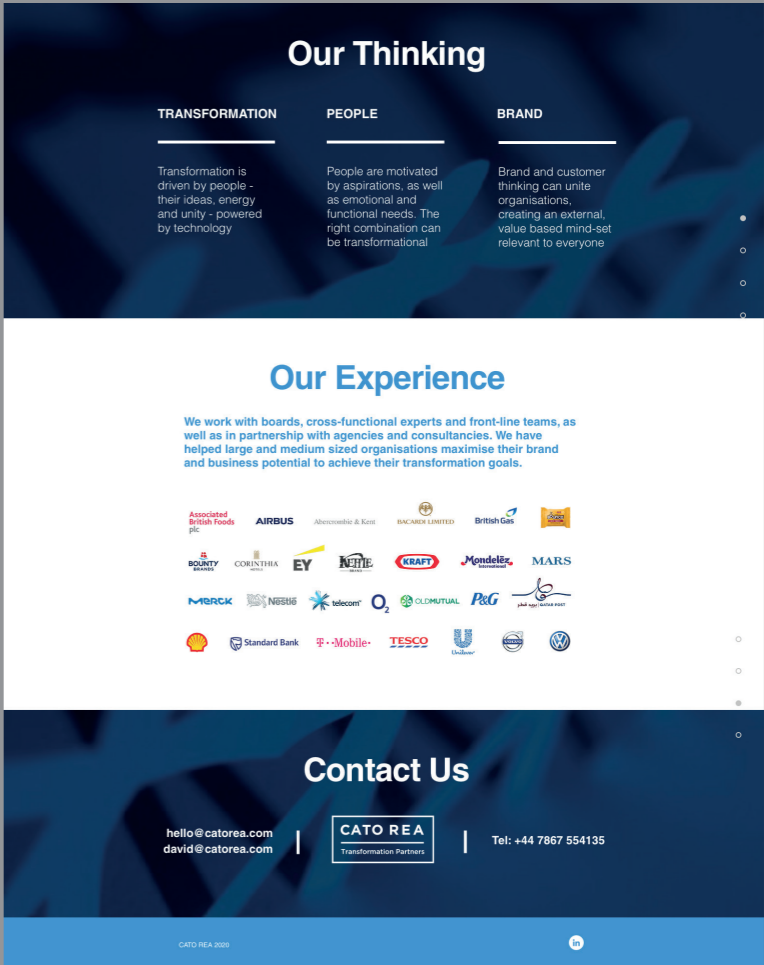 Our Thinking
TRANSFORMATION
Transformation is
driven by people -
their ideas, energy
and unity - powered
by technology
PEOPLE
People are motivated
by aspirations, as well
as emotional and
functional needs. The
right combination can
be transformational
BRAND
Brand and customer
thinking can unite
organisations,
creating an external,
value based mind-set
relevant to everyone
Our Experience
We work with boards, cross-functional experts and front-line teams, as
well as in partnership with agencies and consultancies. We have
helped large and medium sized organisations maximise their brand
and business potential to achieve their transformation goals.
Associated
British Foods
plc
AIRBUS
Abercrombie & Kent
BACARDI LIMITED
British Gas
BOUNTY
BRANDS
CORINTHIA
HOTELS
EY
KETTLE
BRAND
KRAFT
Mondelēz
International
MARS
MERCK
Nestlé
telecom
O2
OLDMUTUAL
P&G
بريد قطر QATAR POST
Standard Bank
T··Mobile·
TESCO
Unilever
VOLVO
Contact Us
hello@catorea.com
david@catorea.com
CATO REA
Transformation Partners
Tel: +44 7867 554135
CATO REA 2020
in